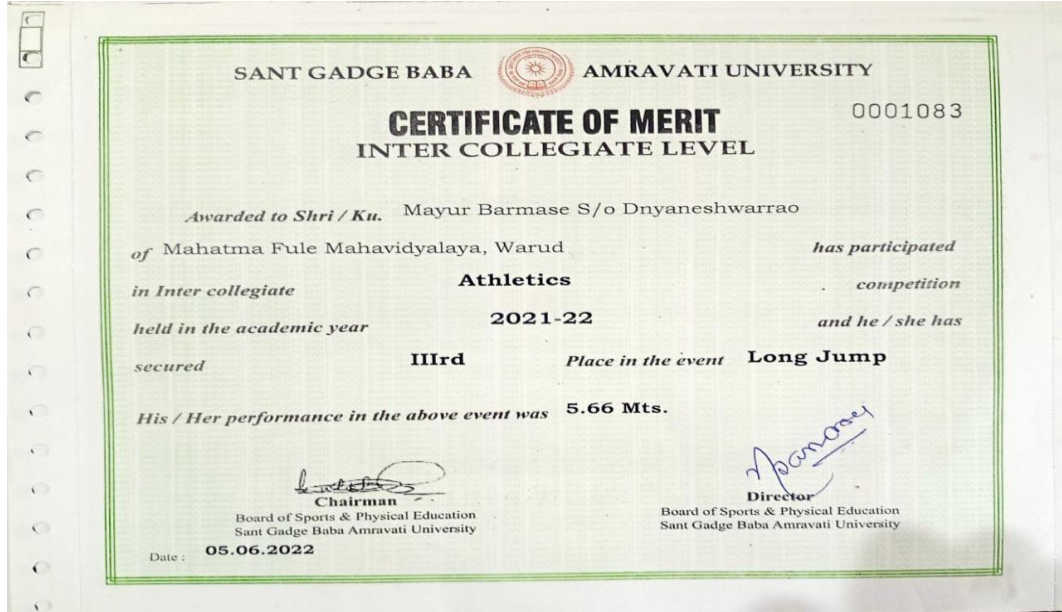 SANT GADGE BABA AMRAVATI UNIVERSITY
0001083
CERTIFICATE OF MERIT
INTER COLLEGIATE LEVEL
Awarded to Shri / Ku. Mayur Barmase S/o Dnyaneshwarrao
of Mahatma Fule Mahavidyalaya, Warud has participated
in Inter collegiate Athletics competition
held in the academic year 2021-22 and he / she has
secured IIIrd Place in the event Long Jump
His / Her performance in the above event was 5.66 Mts.
Chairman
Board of Sports & Physical Education
Sant Gadge Baba Amravati University
Director
Board of Sports & Physical Education
Sant Gadge Baba Amravati University
Date : 05.06.2022